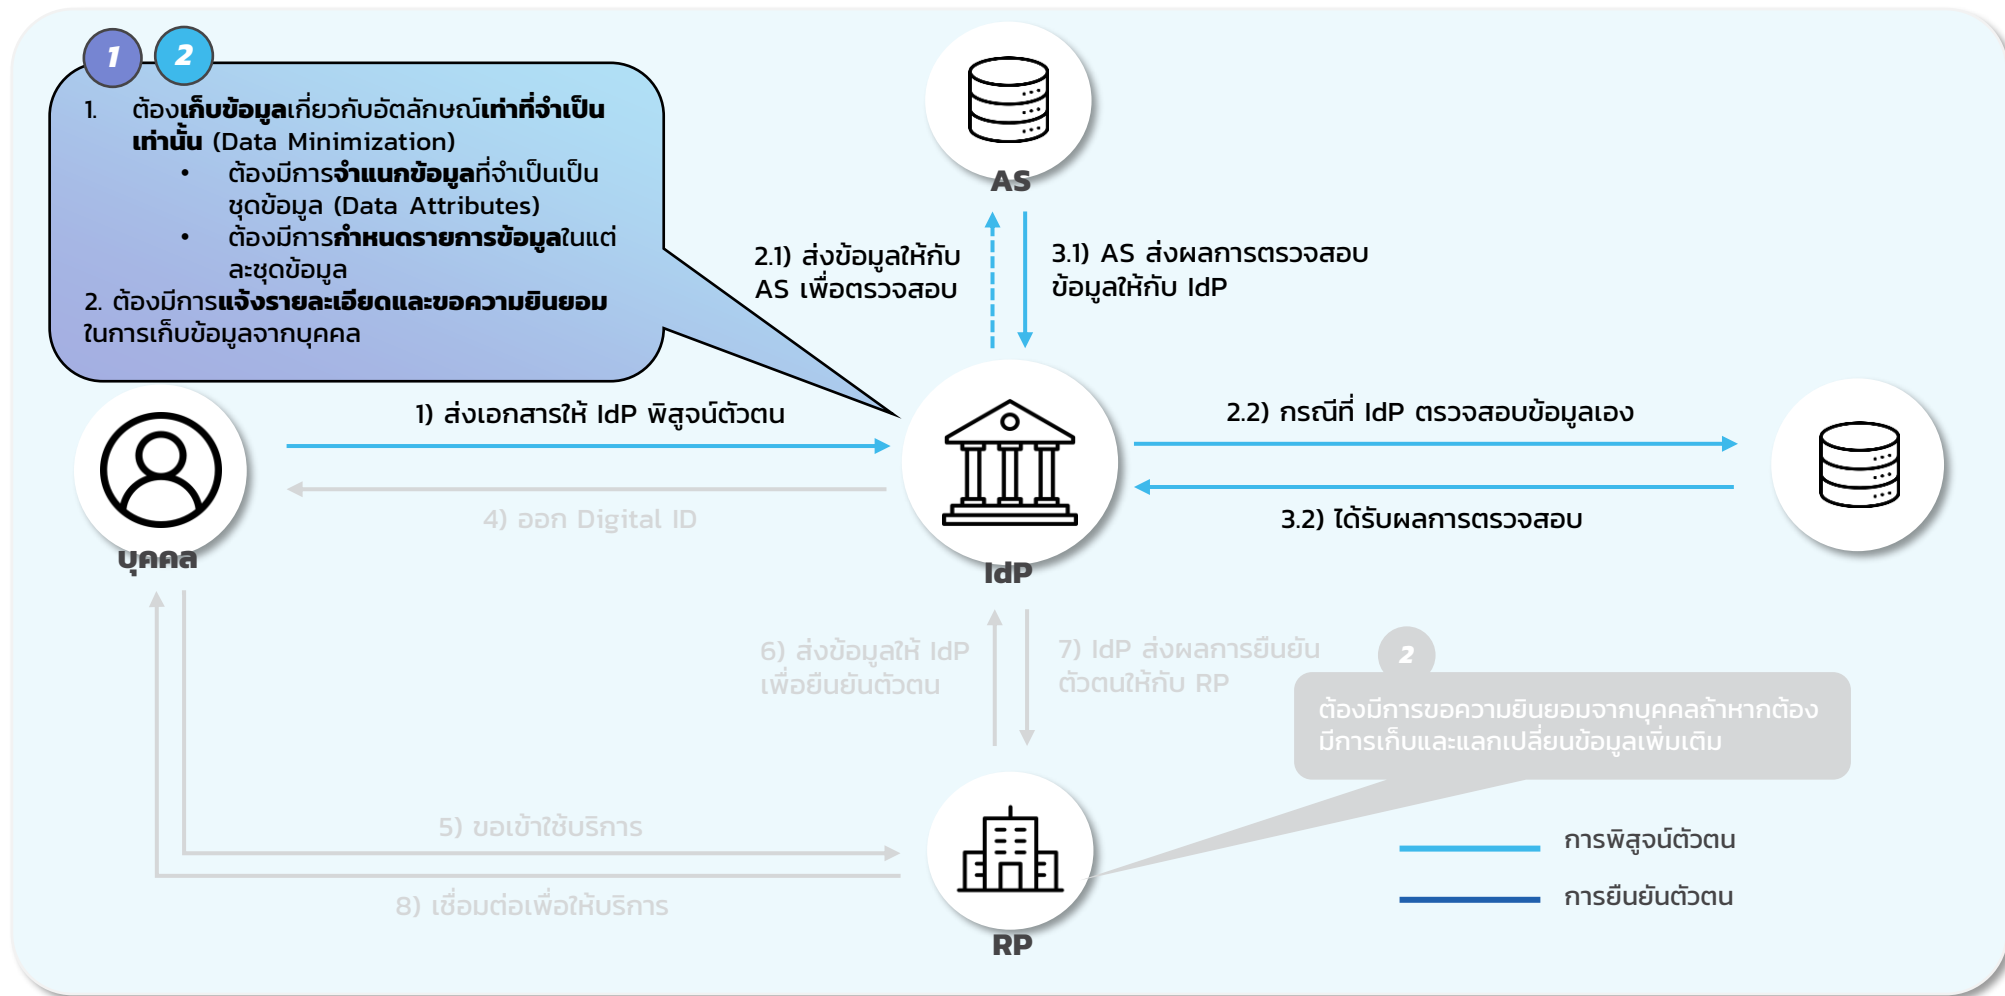 1 2
1. ต้องเก็บข้อมูลเกี่ยวกับอัตลักษณ์เท่าที่จำเป็น
เท่านั้น (Data Minimization)
• ต้องมีการจำแนกข้อมูลที่จำเป็นเป็น
ชุดข้อมูล (Data Attributes)
• ต้องมีการกำหนดรายการข้อมูลในแต่
ละชุดข้อมูล
2. ต้องมีการแจ้งรายละเอียดและขอความยินยอม
ในการเก็บข้อมูลจากบุคคล
AS
2.1) ส่งข้อมูลให้กับ
AS เพื่อตรวจสอบ
3.1) AS ส่งผลการตรวจสอบ
ข้อมูลให้กับ IdP
1) ส่งเอกสารให้ IdP พิสูจน์ตัวตน
2.2) กรณีที่ IdP ตรวจสอบข้อมูลเอง
4) ออก Digital ID
3.2) ได้รับผลการตรวจสอบ
บุคคล
IdP
6) ส่งข้อมูลให้ IdP
เพื่อยืนยันตัวตน
7) IdP ส่งผลการยืนยัน
ตัวตนให้กับ RP
2
ต้องมีการขอความยินยอมจากบุคคลถ้าหากต้อง
มีการเก็บและแลกเปลี่ยนข้อมูลเพิ่มเติม
5) ขอเข้าใช้บริการ
8) เชื่อมต่อเพื่อให้บริการ
RP
การพิสูจน์ตัวตน
การยืนยันตัวตน